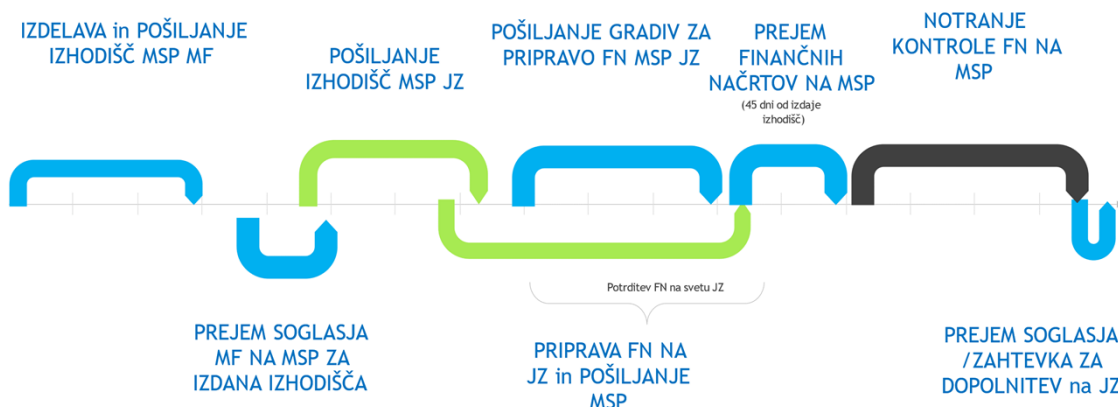 IZDELAVA in POŠILJANJE
IZHODIŠČ MSP MF
POŠILJANJE
IZHODIŠČ MSP JZ
POŠILJANJE GRADIV ZA
PRIPRAVO FN MSP JZ
PREJEM
FINANČNIH
NAČRTOV NA MSP
(45 dni od izdaje
izhodišč)
NOTRANJE
KONTROLE FN NA
MSP
PREJEM SOGLASJA
MF NA MSP ZA
IZDANA IZHODIŠČA
Potrditev FN na svetu JZ
PRIPRAVA FN NA
JZ in POŠILJANJE
MSP
PREJEM SOGLASJA
/ZAHTEVKA ZA
DOPOLNITEV na JZ